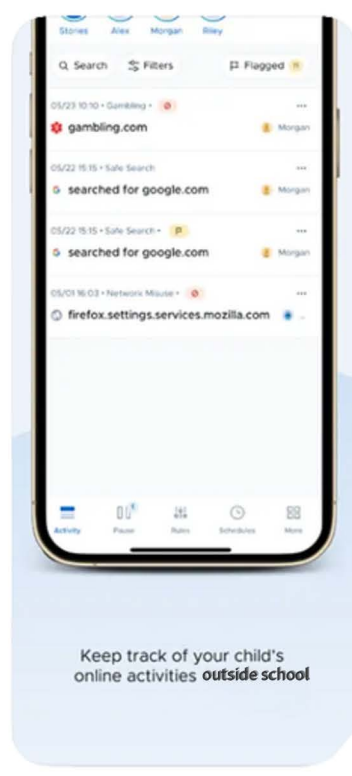 Stories Alex Morgan Riley
Search Filters Flagged
05/23 10:10 • Gambling •
gambling.com Morgan
05/22 15:15 • Safe Search
searched for google.com Morgan
05/22 15:15 • Safe Search •
searched for google.com Morgan
05/01 16:03 • Network Misuse •
firefox.settings.services.mozilla.com
Activity Pause Rules Schedules More
Keep track of your child's
online activities outside school